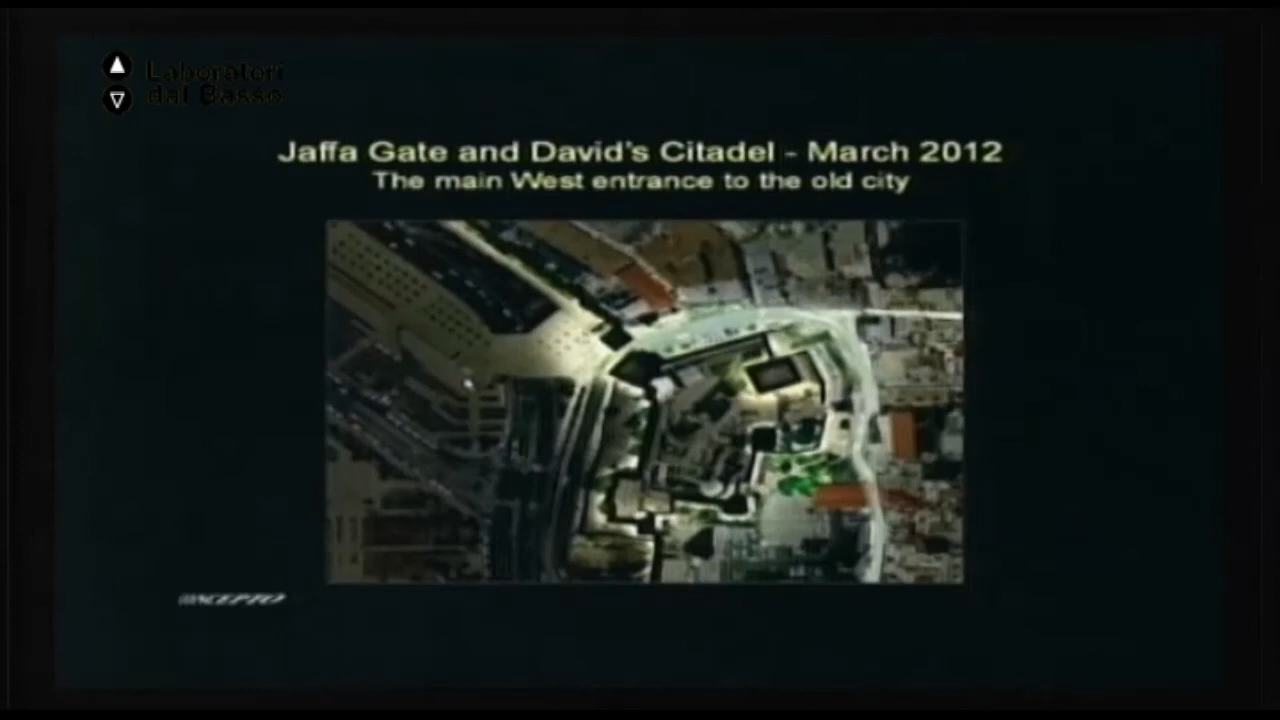 Laboratori
dal Basso
Jaffa Gate and David's Citadel - March 2012
The main West entrance to the old city